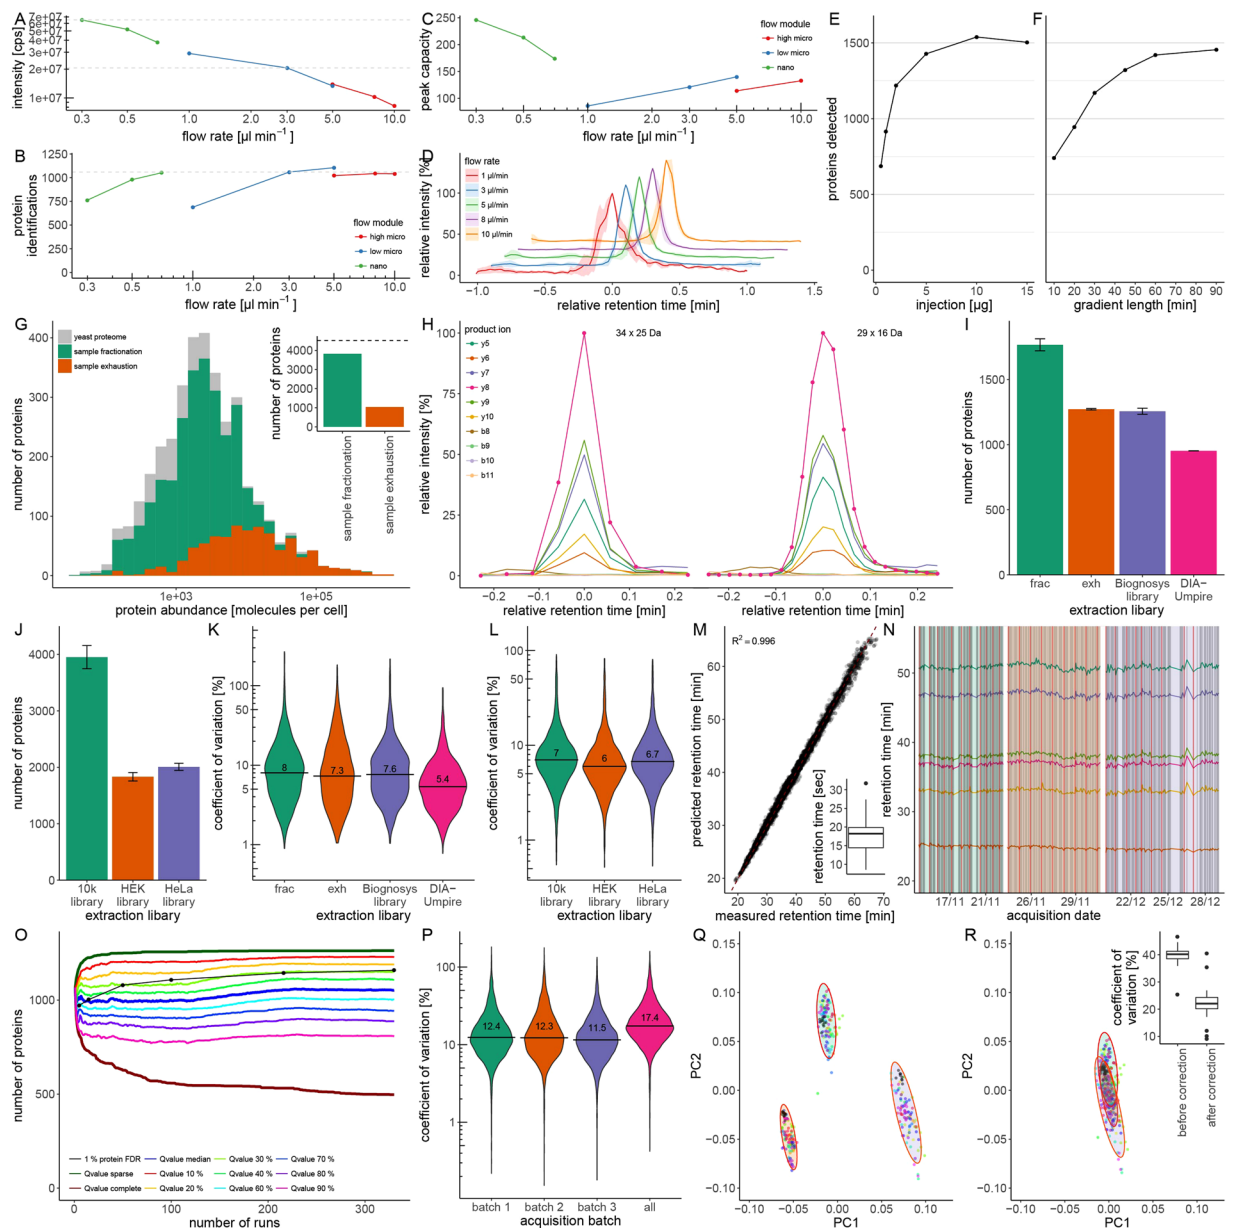 A
7e+07
5e+07
4e+07
3e+07
2e+07
1e+07
intensity [cps]
0.3 0.5 1.0 2.0 3.0 5.0 10.0
flow rate [µl min⁻¹ ]
B
1250
1000
750
500
250
0
protein
identifications
flow module
high micro
low micro
nano
0.3 0.5 1.0 2.0 3.0 5.0 10.0
flow rate [µl min⁻¹ ]
C
250
200
150
100
peak capacity
flow module
high micro
low micro
nano
0.3 0.5 1.0 2.0 3.0 5.0 10.0
flow rate [µl min⁻¹ ]
D
flow rate
1 µl/min
3 µl/min
5 µl/min
8 µl/min
10 µl/min
100
50
0
relative intensity [%]
−1.0 −0.5 0.0 0.5 1.0 1.5
relative retention time [min]
E
1500
1000
500
0
proteins detected
0 5 10 15
injection [µg]
F
10 20 30 40 50 60 70 80 90
gradient length [min]
G
yeast proteome
sample fractionation
sample exhaustion
400
300
200
100
0
number of proteins
1e+03 1e+05
protein abundance [molecules per cell]
4000
3000
2000
1000
0
number of proteins
sample fractionation
sample exhaustion
H
product ion
y5
y6
y7
y8
y9
y10
b8
b9
b10
b11
34 x 25 Da
29 x 16 Da
100
75
50
25
0
relative intensity [%]
−0.2 −0.1 0.0 0.1 0.2
relative retention time [min]
−0.2 −0.1 0.0 0.1 0.2
relative retention time [min]
I
1500
1000
500
0
number of proteins
frac exh Biognosys DIA−
library Umpire
extraction libary
J
4000
3000
2000
1000
0
number of proteins
10k HEK HeLa
library library library
extraction libary
K
100
50
10
5
1
coefficient of variation [%]
8 7.3 7.6 5.4
frac exh Biognosys DIA−
library Umpire
extraction libary
L
100
50
10
5
1
coefficient of variation [%]
7 6 6.7
10k HEK HeLa
library library library
extraction libary
M
R² = 0.996
60
50
40
30
20
predicted retention time [min]
20 30 40 50 60 70
measured retention time [min]
30
25
20
15
10
retention time [sec]
N
50
40
30
20
retention time [min]
17/11 21/11 26/11 29/11 22/12 25/12 28/12
acquisition date
O
1000
500
0
number of proteins
1 % protein FDR Qvalue median Qvalue 30 % Qvalue 70 %
Qvalue sparse Qvalue 10 % Qvalue 40 % Qvalue 80 %
Qvalue complete Qvalue 20 % Qvalue 60 % Qvalue 90 %
0 100 200 300
number of runs
P
100
10
1
coefficient of variation [%]
12.4 12.3 11.5 17.4
batch 1 batch 2 batch 3 all
acquisition batch
Q
0.15
0.10
0.05
0.00
−0.05
−0.10
PC2
−0.10 −0.05 0.00 0.05 0.10
PC1
R
0.15
0.10
0.05
0.00
−0.05
−0.10
PC2
−0.10 −0.05 0.00 0.05 0.10
PC1
40
30
20
10
coefficient of
variation [%]
before correction
after correction